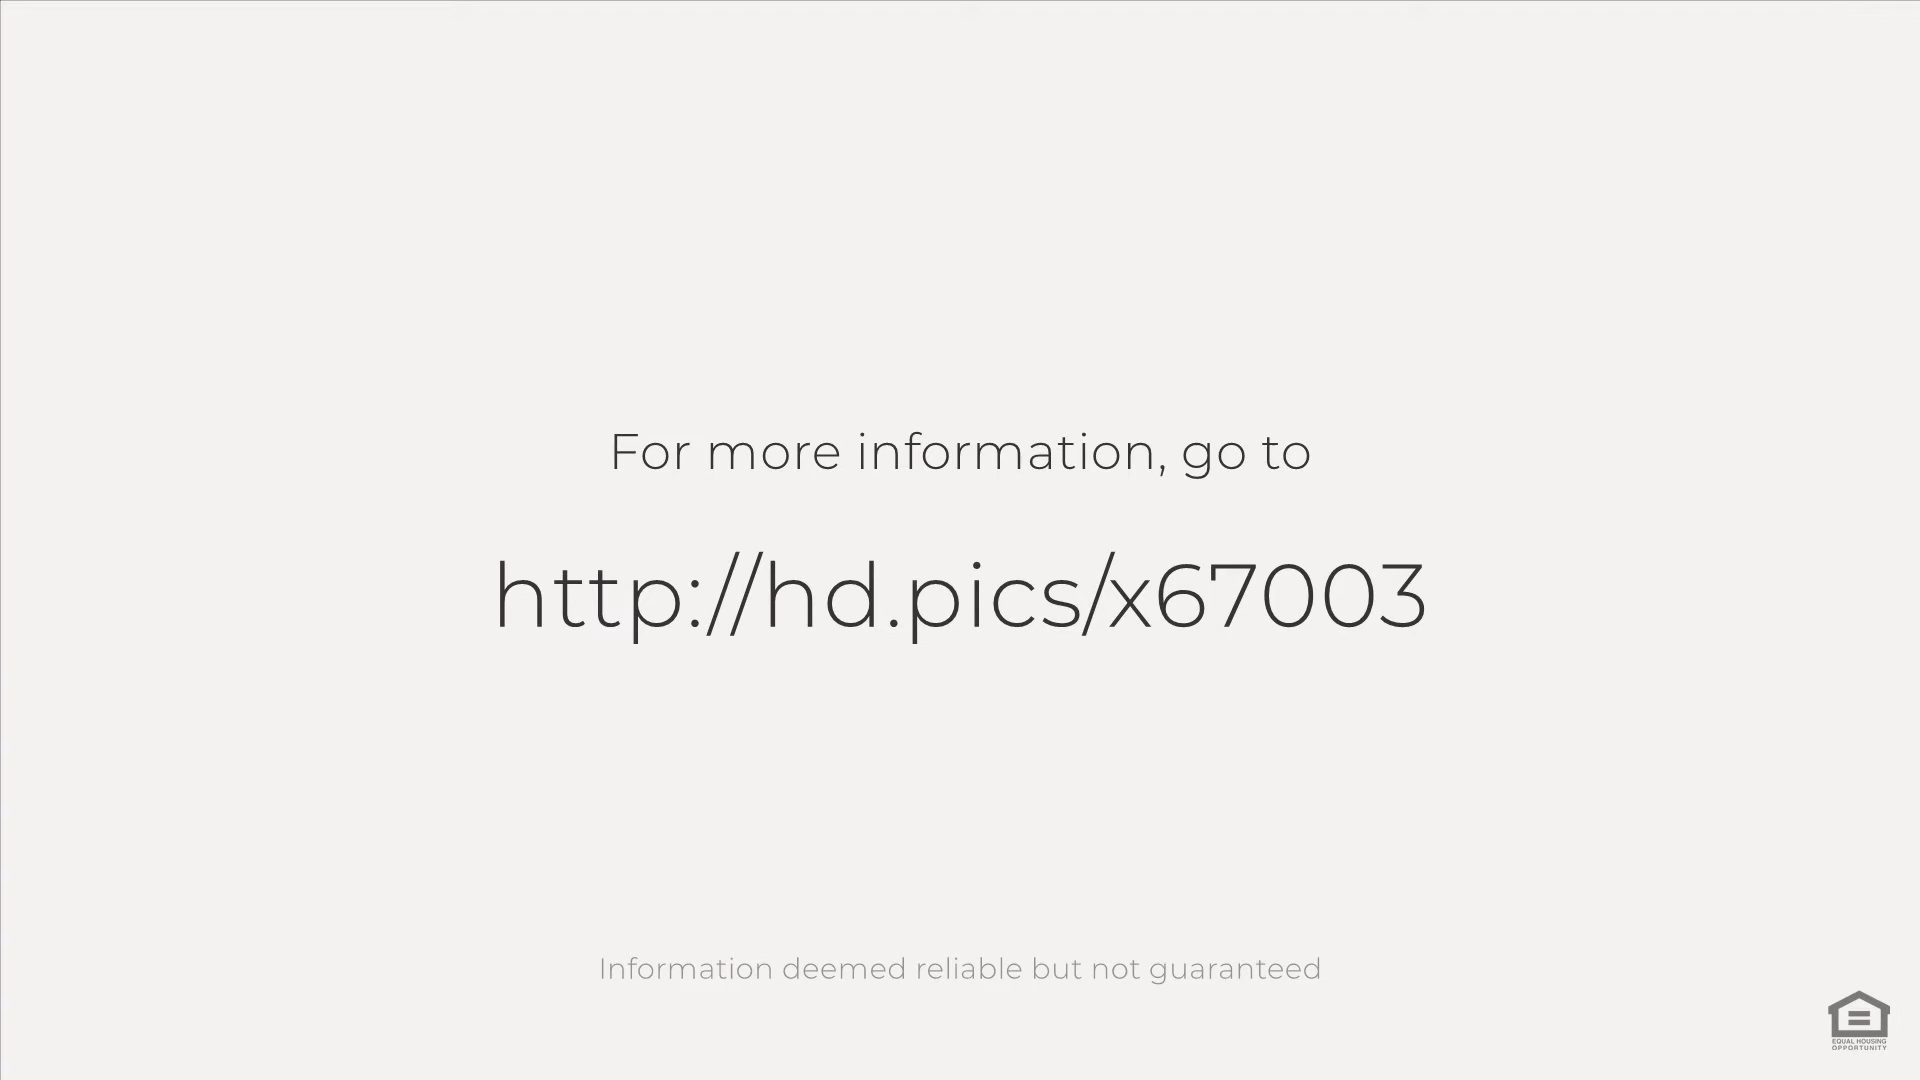 For more information, go to
http://hd.pics/x67003
Information deemed reliable but not guaranteed
EQUAL HOUSING
OPPORTUNITY